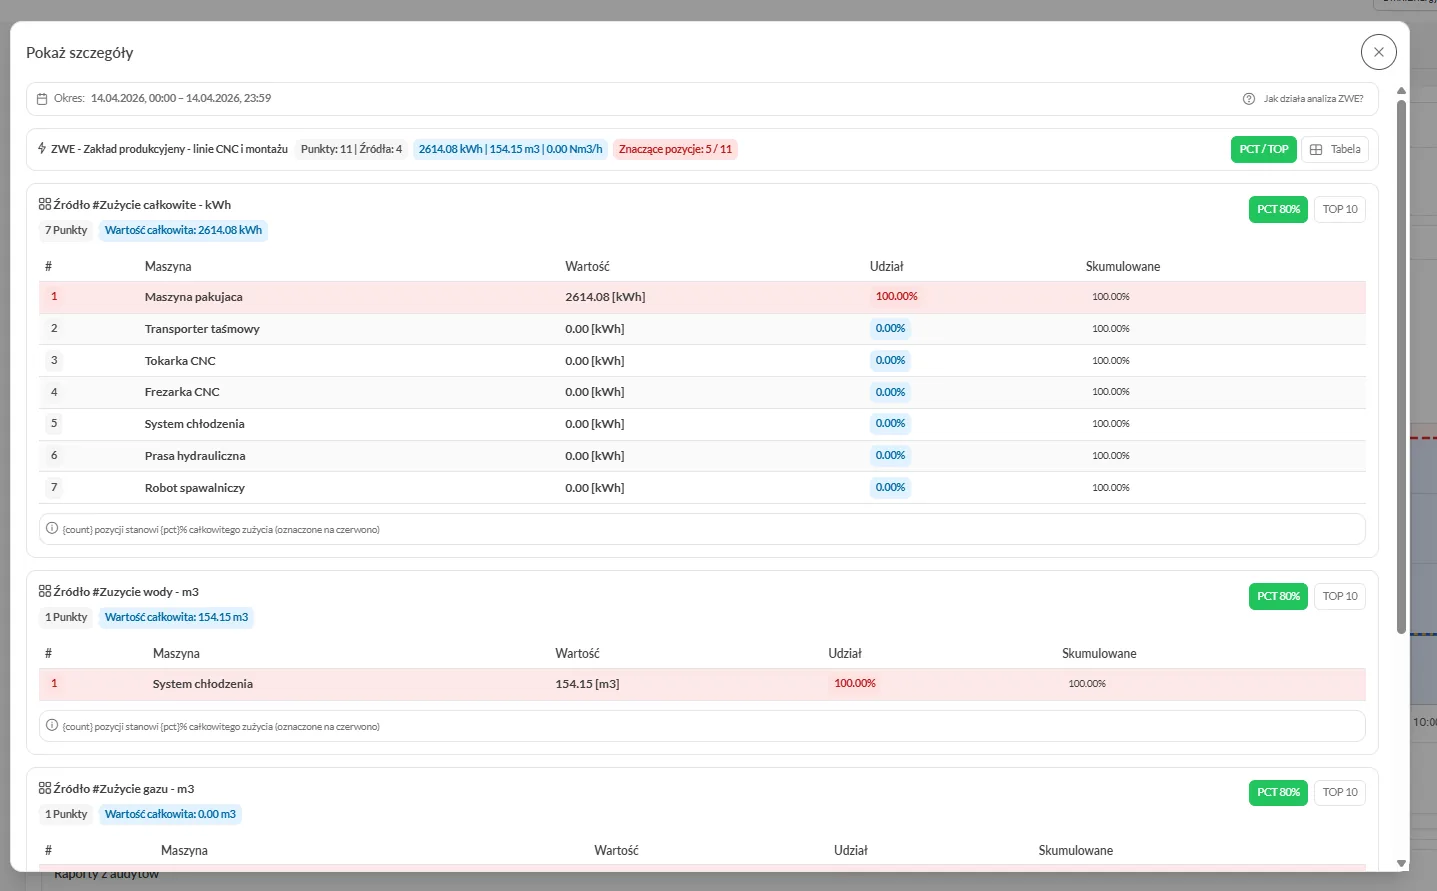 Pokaż szczegóły
Okres: 14.04.2026, 00:00 – 14.04.2026, 23:59
Jak działa analiza ZWE?
ZWE - Zakład produkcyjny - linie CNC i montażu
Punkty: 11 | Źródła: 4
2614.08 kWh | 154.15 m3 | 0.00 Nm3/h
Znaczące pozycje: 5 / 11
PCT / TOP
Tabela
Źródło #Zużycie całkowite - kWh
PCT 80%
TOP 10
7 Punkty
Wartość całkowita: 2614.08 kWh
# Maszyna Wartość Udział Skumulowane
1 Maszyna pakujaca 2614.08 [kWh] 100.00% 100.00%
2 Transporter taśmowy 0.00 [kWh] 0.00% 100.00%
3 Tokarka CNC 0.00 [kWh] 0.00% 100.00%
4 Frezarka CNC 0.00 [kWh] 0.00% 100.00%
5 System chłodzenia 0.00 [kWh] 0.00% 100.00%
6 Prasa hydrauliczna 0.00 [kWh] 0.00% 100.00%
7 Robot spawalniczy 0.00 [kWh] 0.00% 100.00%
{count} pozycji stanowi {pct}% całkowitego zużycia (oznaczone na czerwono)
Źródło #Zuzycie wody - m3
PCT 80%
TOP 10
1 Punkty
Wartość całkowita: 154.15 m3
# Maszyna Wartość Udział Skumulowane
1 System chłodzenia 154.15 [m3] 100.00% 100.00%
{count} pozycji stanowi {pct}% całkowitego zużycia (oznaczone na czerwono)
Źródło #Zużycie gazu - m3
PCT 80%
TOP 10
1 Punkty
Wartość całkowita: 0.00 m3
# Maszyna Wartość Udział Skumulowane
Raporty z audytów